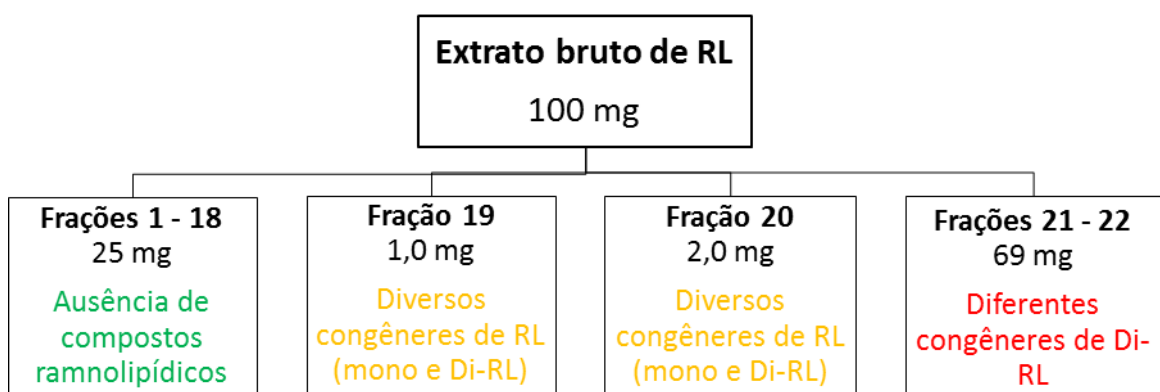 Extrato bruto de RL
100 mg
Frações 1 - 18
25 mg
Ausência de
compostos
ramnolipídicos
Fração 19
1,0 mg
Diversos
congêneres de RL
(mono e Di-RL)
Fração 20
2,0 mg
Diversos
congêneres de RL
(mono e Di-RL)
Frações 21 - 22
69 mg
Diferentes
congêneres de Di-
RL